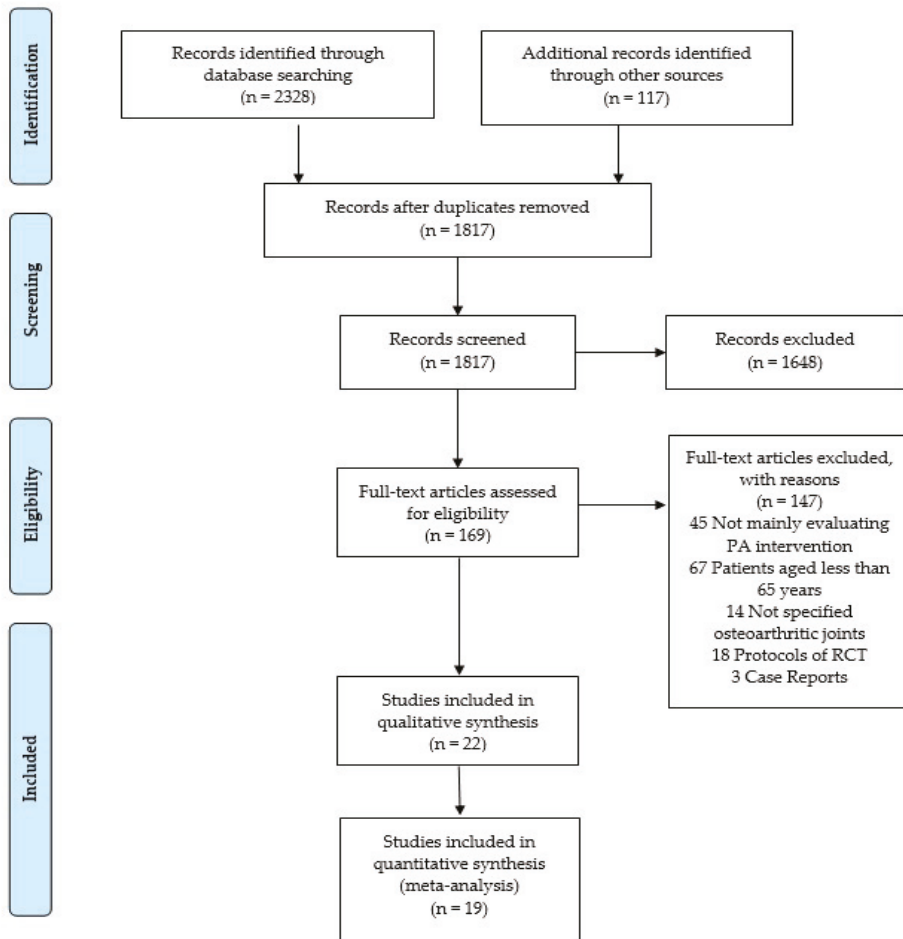 Identification
Records identified through
database searching
(n = 2328)
Additional records identified
through other sources
(n = 117)
Records after duplicates removed
(n = 1817)
Screening
Records screened
(n = 1817)
Records excluded
(n = 1648)
Eligibility
Full-text articles assessed
for eligibility
(n = 169)
Full-text articles excluded,
with reasons
(n = 147)
45 Not mainly evaluating
PA intervention
67 Patients aged less than
65 years
14 Not specified
osteoarthritic joints
18 Protocols of RCT
3 Case Reports
Included
Studies included in
qualitative synthesis
(n = 22)
Studies included in
quantitative synthesis
(meta-analysis)
(n = 19)